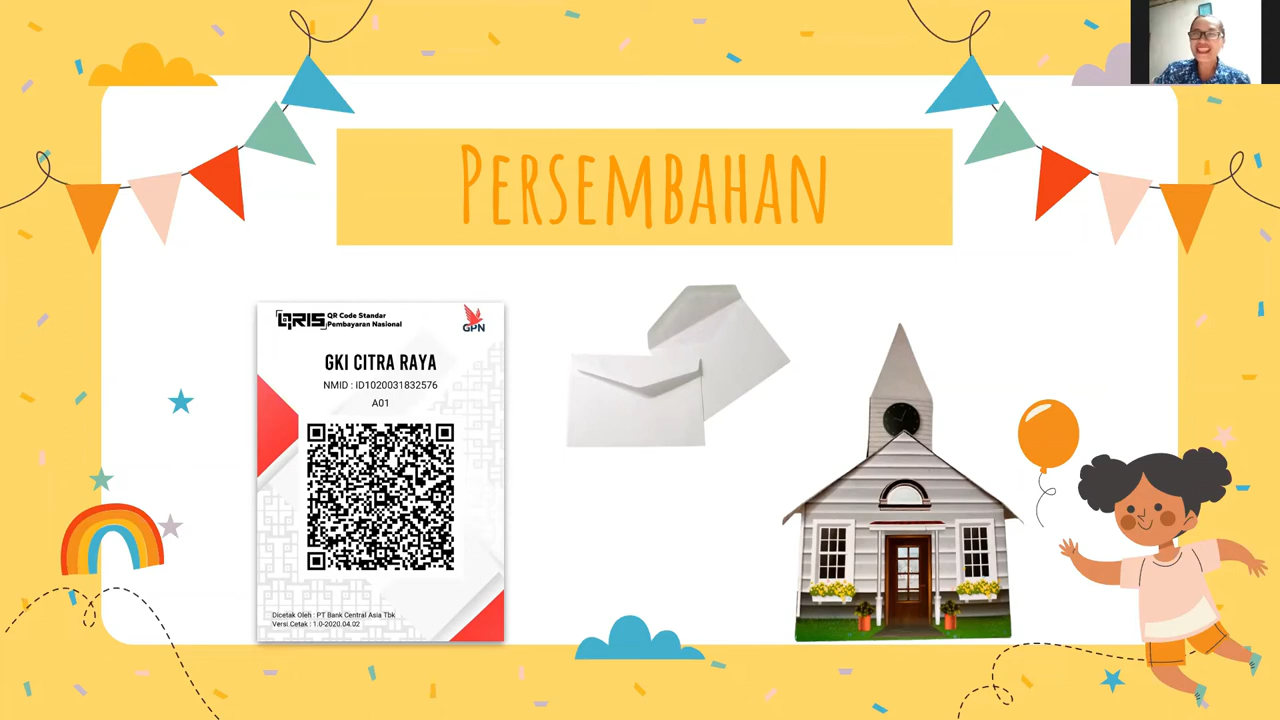 PERSEMBAHAN
QRIS QR Code Standar
Pembayaran Nasional
GPN
GKI CITRA RAYA
NMID : ID1020031832576
A01
Dicetak Oleh : PT Bank Central Asia Tbk
Versi Cetak : 1.0-2020.04.02